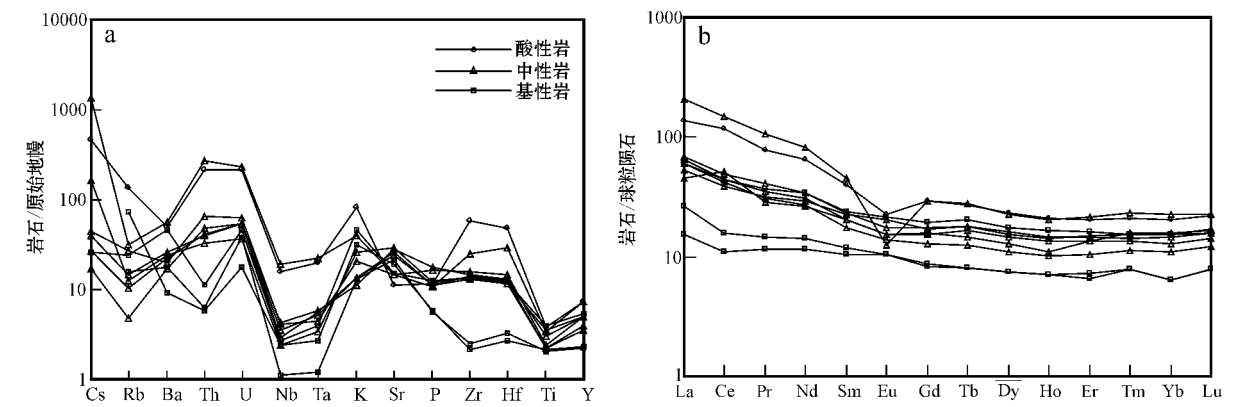 a
10000
1000
100
10
1
岩石/原始地幔
酸性岩
中性岩
基性岩
Cs Rb Ba Th U Nb Ta K Sr P Zr Hf Ti Y
b
1000
100
10
1
岩石/球粒陨石
La Ce Pr Nd Sm Eu Gd Tb Dy Ho Er Tm Yb Lu